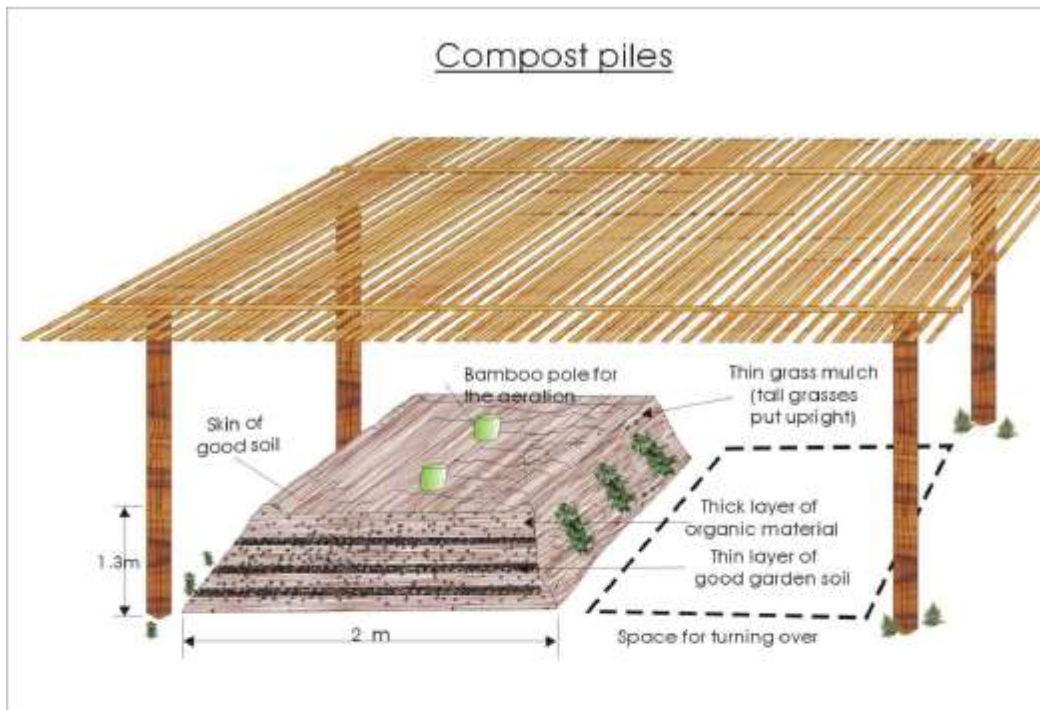 Compost piles
Bamboo pole for
the aeration
Thin grass mulch
(tall grasses
put upright)
Skin of
good soil
Thick layer of
organic material
1.3m
Thin layer of
good garden soil
2 m
Space for turning over